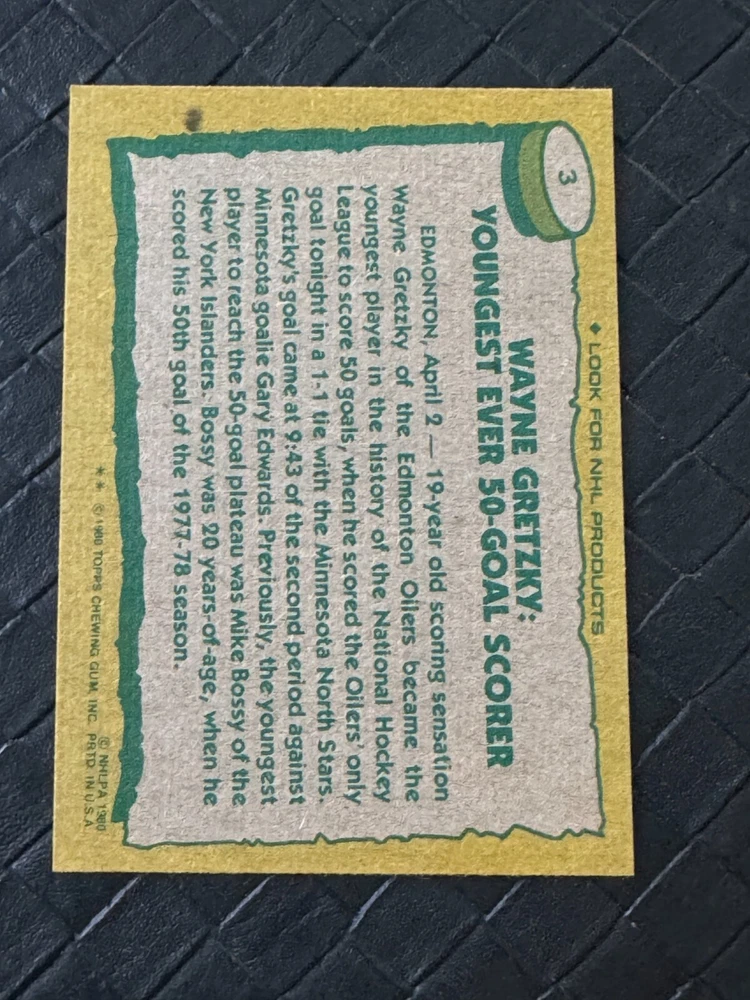 3
◆ LOOK FOR NHL PRODUCTS
WAYNE GRETZKY:
YOUNGEST EVER 50-GOAL SCORER
EDMONTON, April 2 — 19-year old scoring sensation
Wayne Gretzky of the Edmonton Oilers became the
youngest player in the history of the National Hockey
League to score 50 goals, when he scored the Oilers' only
goal tonight in a 1-1 tie with the Minnesota North Stars.
Gretzky's goal came at 9:43 of the second period against
Minnesota goalie Gary Edwards. Previously, the youngest
player to reach the 50-goal plateau was Mike Bossy of the
New York Islanders. Bossy was 20 years-of-age, when he
scored his 50th goal of the 1977-78 season.
© NHLPA 1980
** © 1980 TOPPS CHEWING GUM, INC. PRTD. IN U.S.A.